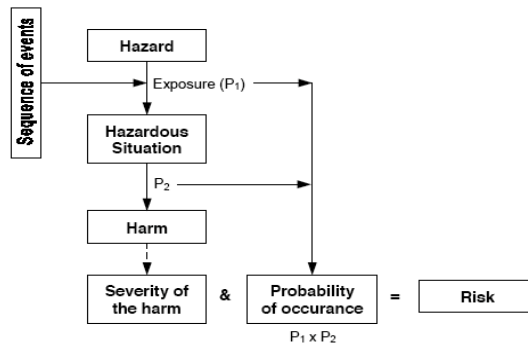 Sequence of events
Hazard
Exposure (P₁)
Hazardous
Situation
P₂
Harm
Severity of
the harm
&
Probability
of occurance
=
Risk
P₁ x P₂